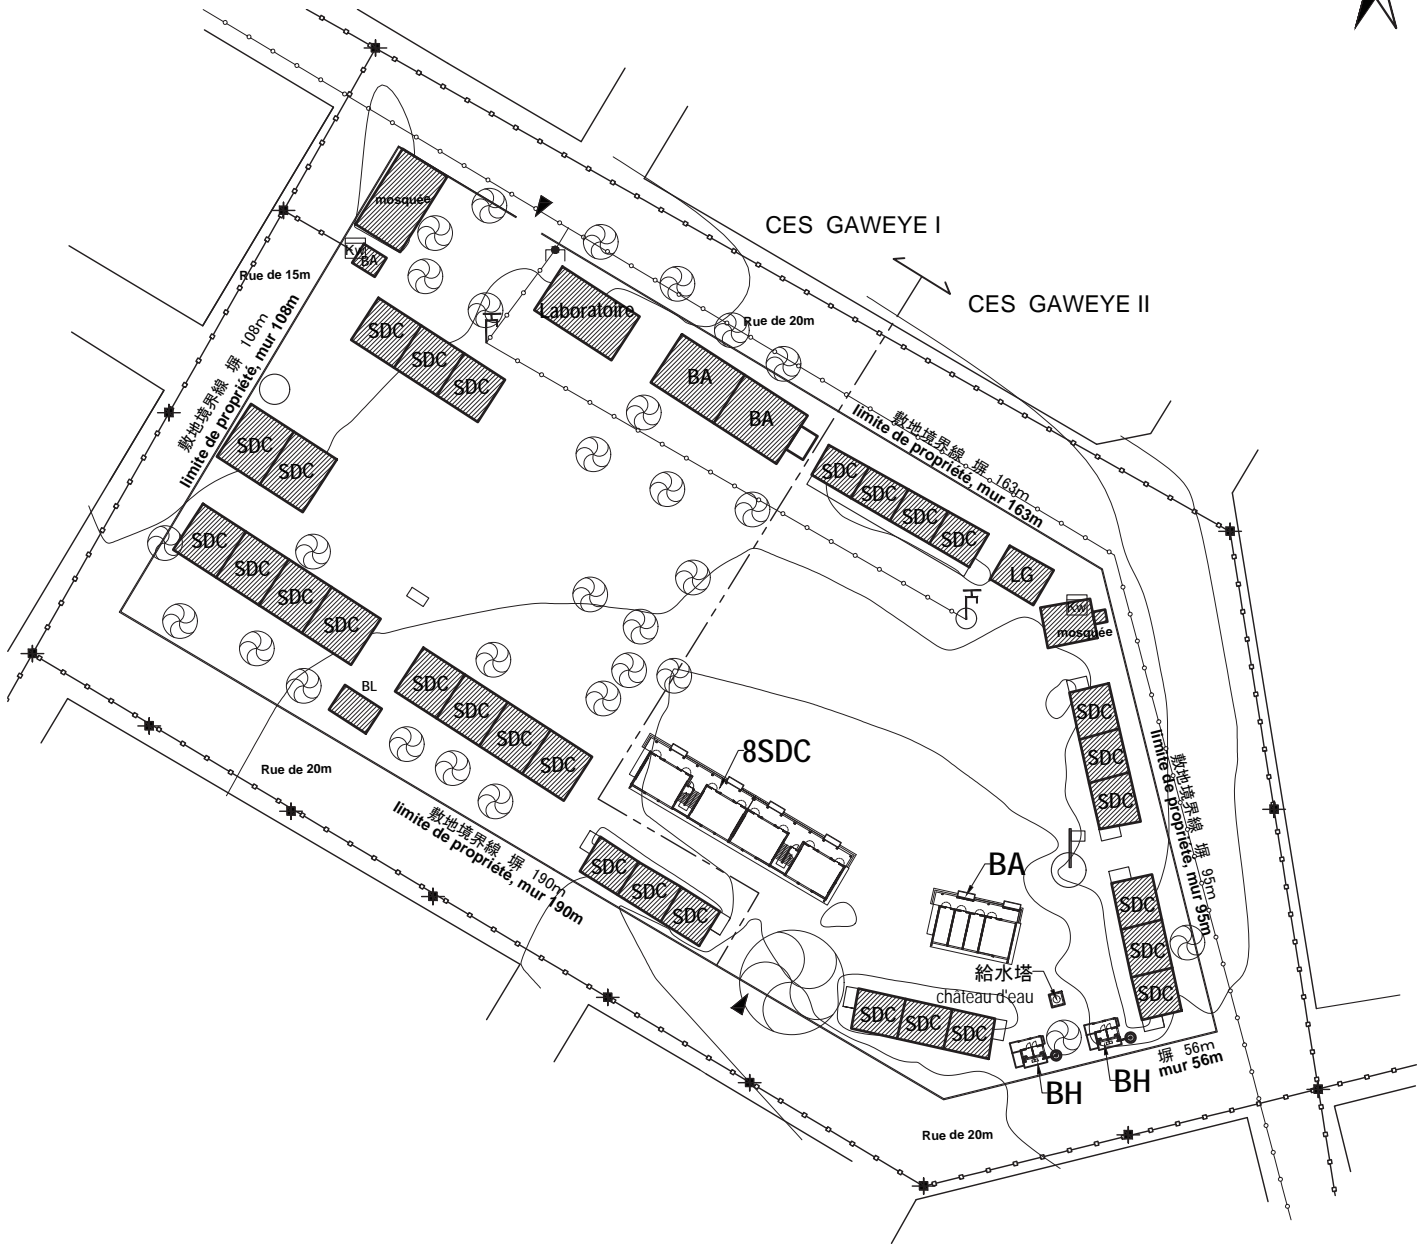 CES GAWEYE I
CES GAWEYE II
mosquée
Kw
BA
Rue de 15m
Laboratoire
Rue de 20m
SDC
SDC
SDC
BA
BA
敷地境界線 塀 108m
limite de propriété, mur 108m
敷地境界線 塀 163m
limite de propriété, mur 163m
SDC
SDC
SDC
SDC
SDC
SDC
SDC
SDC
SDC
SDC
LG
Kw
mosquée
BL
SDC
SDC
SDC
SDC
SDC
SDC
SDC
8SDC
敷地境界線 塀 95m
limite de propriété, mur 95m
Rue de 20m
敷地境界線 塀 190m
limite de propriété, mur 190m
SDC
SDC
SDC
BA
SDC
SDC
SDC
給水塔
château d'eau
SDC
SDC
SDC
BH
BH
塀 56m
mur 56m
Rue de 20m